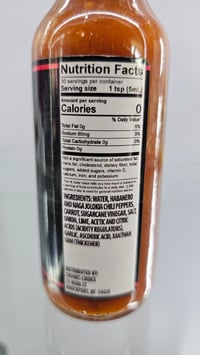 Nutrition Facts
30 servings per container
Serving size 1 tsp (5mL)
Amount per serving
Calories 0
% Daily Value*
Total Fat 0g 0%
Sodium 80mg 3%
Total Carbohydrate 0g 0%
Protein 0g
Not a significant source of saturated fat,
trans fat, cholesterol, dietary fiber, total
sugars, added sugars, vitamin D,
calcium, iron, and potassium
INGREDIENTS: WATER, HABANERO
AND NAGA JOLOKIA CHILI PEPPERS,
CARROT, SUGARCANE VINEGAR, SALT,
ONION, LIME, ACETIC AND CITRIC
ACIDS (ACIDITY REGULATORS),
GARLIC, ASCORBIC ACID, XANTHAN
GUM (THICKENER)
DISTRIBUTED BY:
MAIN ST